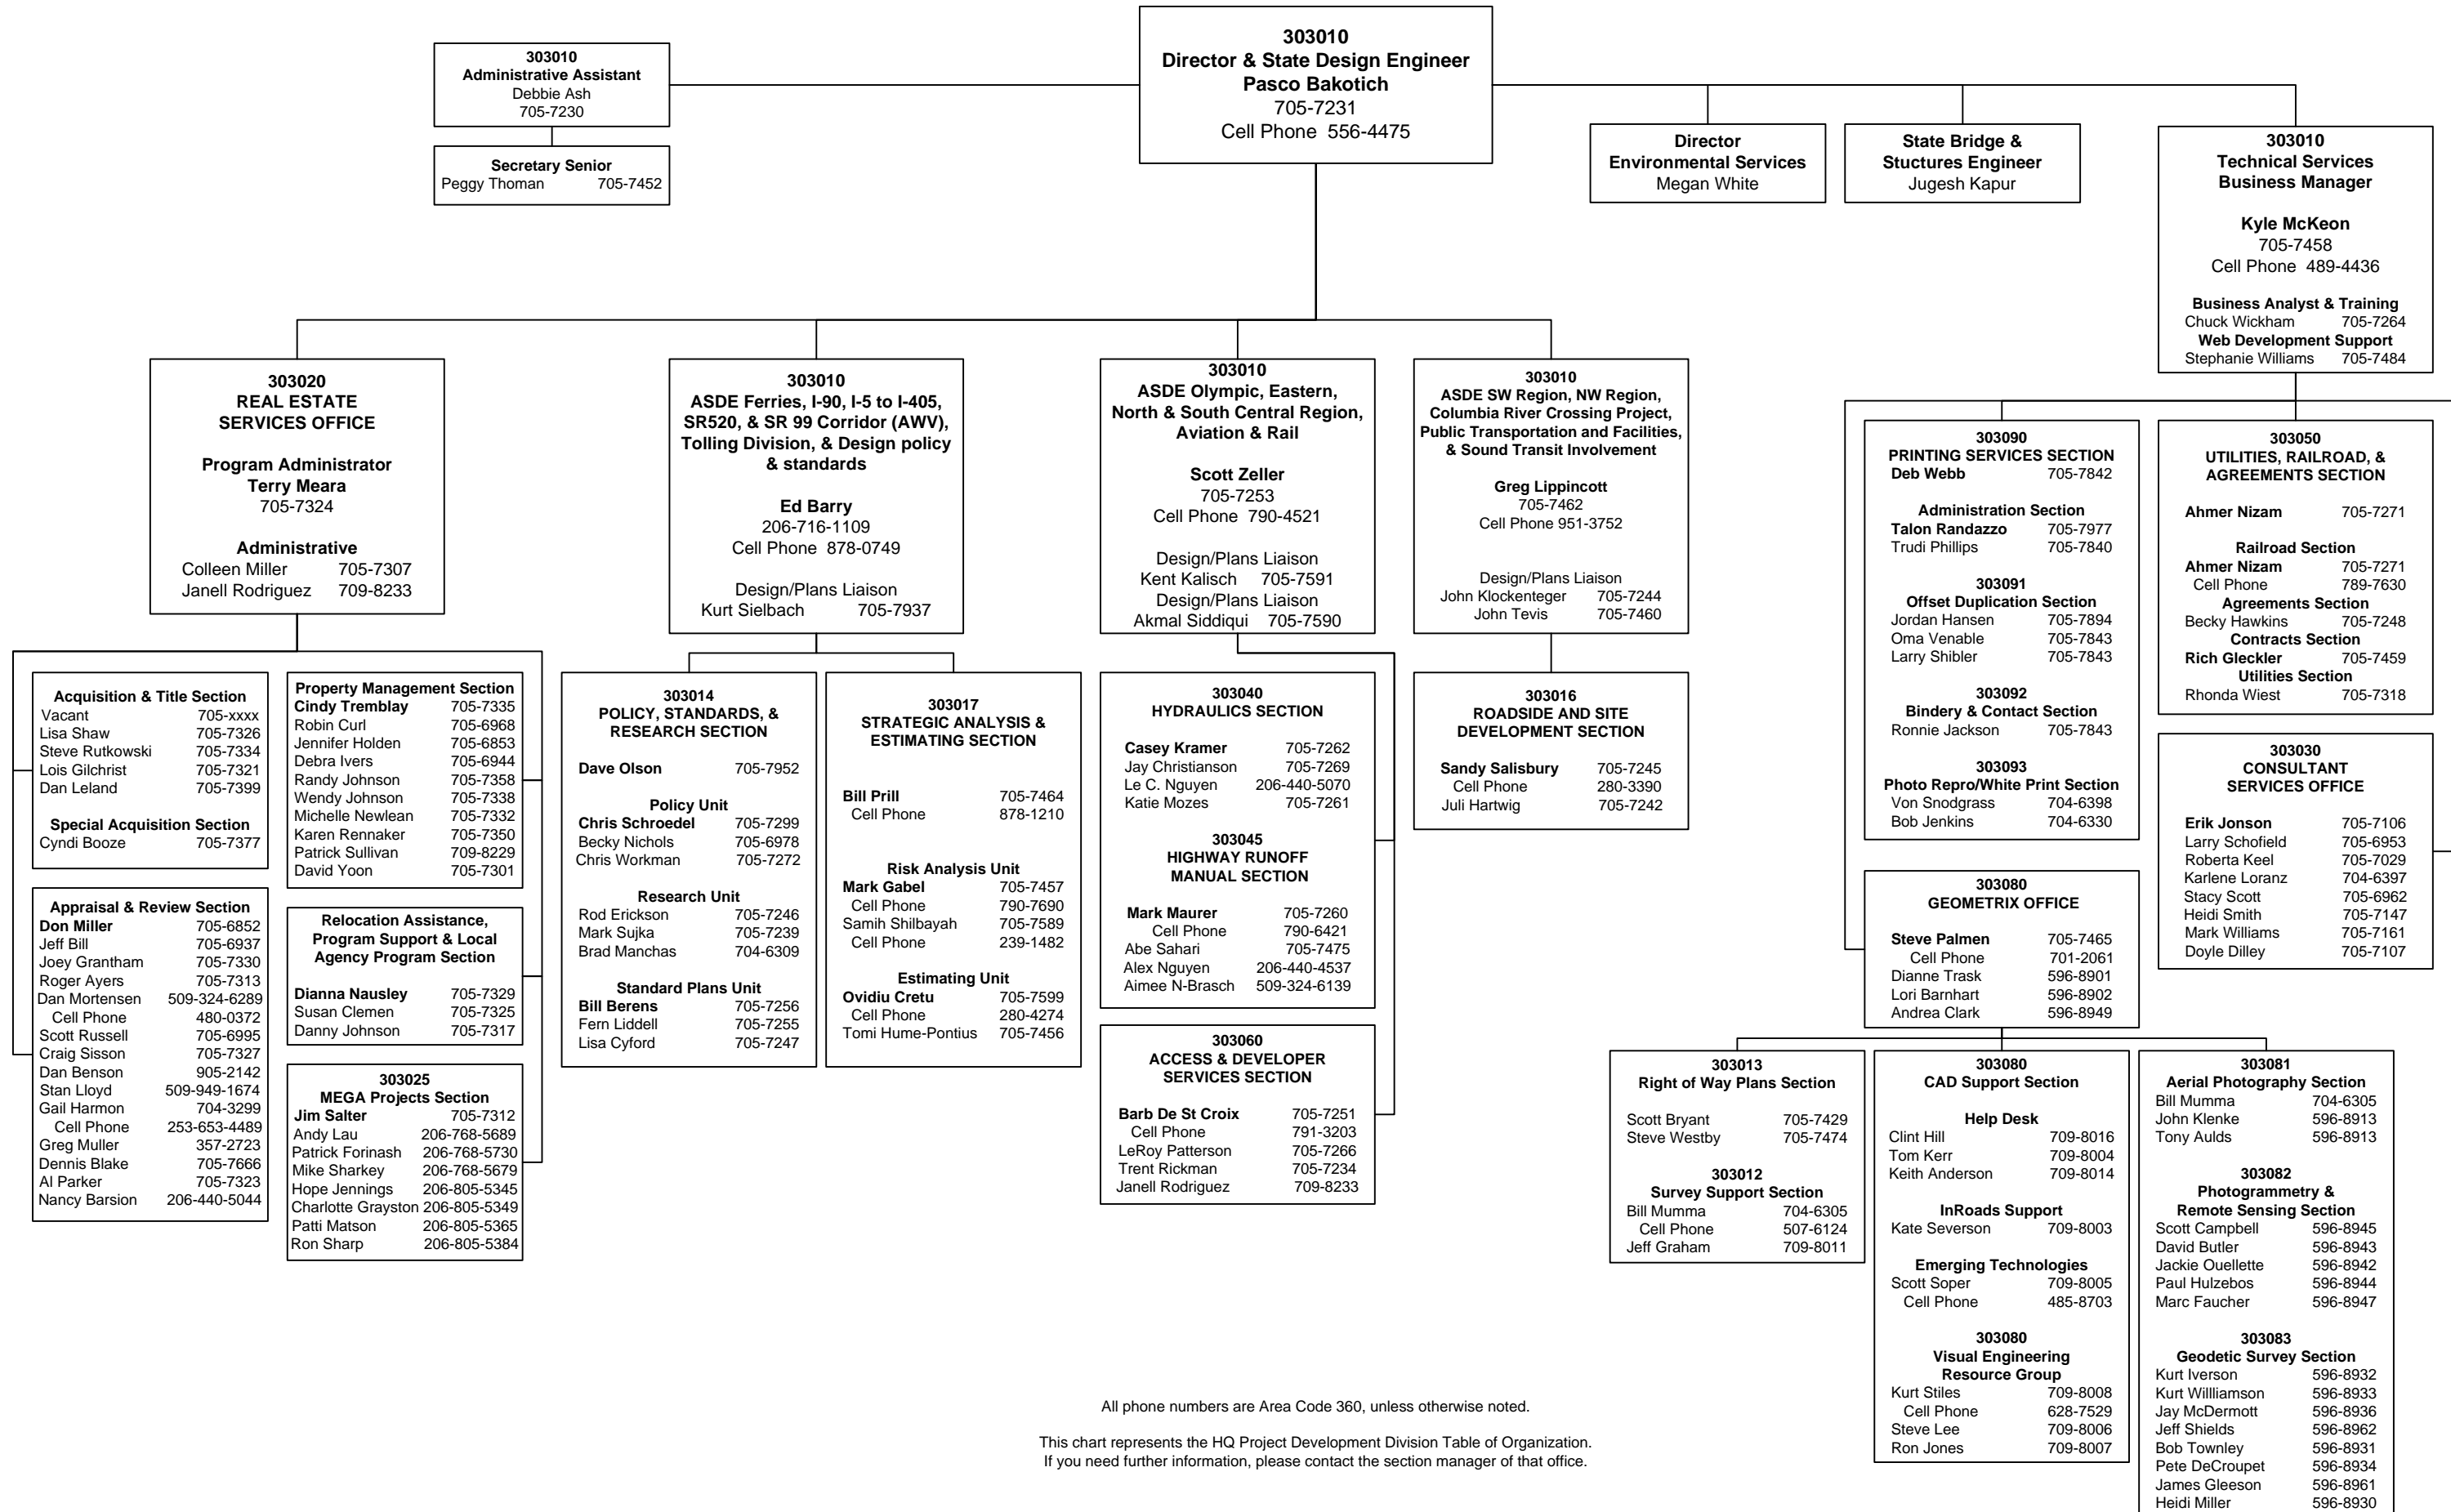 303010
Director & State Design Engineer
Pasco Bakotich
705-7231
Cell Phone 556-4475
303010
Administrative Assistant
Debbie Ash
705-7230
Secretary Senior
Peggy Thoman 705-7452
Director
Environmental Services
Megan White
State Bridge &
Stuctures Engineer
Jugesh Kapur
303010
Technical Services
Business Manager
Kyle McKeon
705-7458
Cell Phone 489-4436
Business Analyst & Training
Chuck Wickham 705-7264
Web Development Support
Stephanie Williams 705-7484
303020
REAL ESTATE
SERVICES OFFICE
Program Administrator
Terry Meara
705-7324
Administrative
Colleen Miller 705-7307
Janell Rodriguez 709-8233
303010
ASDE Ferries, I-90, I-5 to I-405,
SR520, & SR 99 Corridor (AWV),
Tolling Division, & Design policy
& standards
Ed Barry
206-716-1109
Cell Phone 878-0749
Design/Plans Liaison
Kurt Sielbach 705-7937
303010
ASDE Olympic, Eastern,
North & South Central Region,
Aviation & Rail
Scott Zeller
705-7253
Cell Phone 790-4521
Design/Plans Liaison
Kent Kalisch 705-7591
Design/Plans Liaison
Akmal Siddiqui 705-7590
303010
ASDE SW Region, NW Region,
Columbia River Crossing Project,
Public Transportation and Facilities,
& Sound Transit Involvement
Greg Lippincott
705-7462
Cell Phone 951-3752
Design/Plans Liaison
John Klockenteger 705-7244
John Tevis 705-7460
Acquisition & Title Section
Vacant 705-xxxx
Lisa Shaw 705-7326
Steve Rutkowski 705-7334
Lois Gilchrist 705-7321
Dan Leland 705-7399
Special Acquisition Section
Cyndi Booze 705-7377
Appraisal & Review Section
Don Miller 705-6852
Jeff Bill 705-6937
Joey Grantham 705-7330
Roger Ayers 705-7313
Dan Mortensen 509-324-6289
Cell Phone 480-0372
Scott Russell 705-6995
Craig Sisson 705-7327
Dan Benson 905-2142
Stan Lloyd 509-949-1674
Gail Harmon 704-3299
Cell Phone 253-653-4489
Greg Muller 357-2723
Dennis Blake 705-7666
Al Parker 705-7323
Nancy Barsion 206-440-5044
Property Management Section
Cindy Tremblay 705-7335
Robin Curl 705-6968
Jennifer Holden 705-6853
Debra Ivers 705-6944
Randy Johnson 705-7358
Wendy Johnson 705-7338
Michelle Newlean 705-7332
Karen Rennaker 705-7350
Patrick Sullivan 709-8229
David Yoon 705-7301
Relocation Assistance,
Program Support & Local
Agency Program Section
Dianna Nausley 705-7329
Susan Clemen 705-7325
Danny Johnson 705-7317
303025
MEGA Projects Section
Jim Salter 705-7312
Andy Lau 206-768-5689
Patrick Forinash 206-768-5730
Mike Sharkey 206-768-5679
Hope Jennings 206-805-5345
Charlotte Grayston 206-805-5349
Patti Matson 206-805-5365
Ron Sharp 206-805-5384
303014
POLICY, STANDARDS, &
RESEARCH SECTION
Dave Olson 705-7952
Policy Unit
Chris Schroedel 705-7299
Becky Nichols 705-6978
Chris Workman 705-7272
Research Unit
Rod Erickson 705-7246
Mark Sujka 705-7239
Brad Manchas 704-6309
Standard Plans Unit
Bill Berens 705-7256
Fern Liddell 705-7255
Lisa Cyford 705-7247
303017
STRATEGIC ANALYSIS &
ESTIMATING SECTION
Bill Prill 705-7464
Cell Phone 878-1210
Risk Analysis Unit
Mark Gabel 705-7457
Cell Phone 790-7690
Samih Shilbayah 705-7589
Cell Phone 239-1482
Estimating Unit
Ovidiu Cretu 705-7599
Cell Phone 280-4274
Tomi Hume-Pontius 705-7456
303040
HYDRAULICS SECTION
Casey Kramer 705-7262
Jay Christianson 705-7269
Le C. Nguyen 206-440-5070
Katie Mozes 705-7261
303045
HIGHWAY RUNOFF
MANUAL SECTION
Mark Maurer 705-7260
Cell Phone 790-6421
Abe Sahari 705-7475
Alex Nguyen 206-440-4537
Aimee N-Brasch 509-324-6139
303060
ACCESS & DEVELOPER
SERVICES SECTION
Barb De St Croix 705-7251
Cell Phone 791-3203
LeRoy Patterson 705-7266
Trent Rickman 705-7234
Janell Rodriguez 709-8233
303016
ROADSIDE AND SITE
DEVELOPMENT SECTION
Sandy Salisbury 705-7245
Cell Phone 280-3390
Juli Hartwig 705-7242
303090
PRINTING SERVICES SECTION
Deb Webb 705-7842
Administration Section
Talon Randazzo 705-7977
Trudi Phillips 705-7840
303091
Offset Duplication Section
Jordan Hansen 705-7894
Oma Venable 705-7843
Larry Shibler 705-7843
303092
Bindery & Contact Section
Ronnie Jackson 705-7843
303093
Photo Repro/White Print Section
Von Snodgrass 704-6398
Bob Jenkins 704-6330
303050
UTILITIES, RAILROAD, &
AGREEMENTS SECTION
Ahmer Nizam 705-7271
Railroad Section
Ahmer Nizam 705-7271
Cell Phone 789-7630
Agreements Section
Becky Hawkins 705-7248
Contracts Section
Rich Gleckler 705-7459
Utilities Section
Rhonda Wiest 705-7318
303030
CONSULTANT
SERVICES OFFICE
Erik Jonson 705-7106
Larry Schofield 705-6953
Roberta Keel 705-7029
Karlene Loranz 704-6397
Stacy Scott 705-6962
Heidi Smith 705-7147
Mark Williams 705-7161
Doyle Dilley 705-7107
303080
GEOMETRIX OFFICE
Steve Palmen 705-7465
Cell Phone 701-2061
Dianne Trask 596-8901
Lori Barnhart 596-8902
Andrea Clark 596-8949
303013
Right of Way Plans Section
Scott Bryant 705-7429
Steve Westby 705-7474
303012
Survey Support Section
Bill Mumma 704-6305
Cell Phone 507-6124
Jeff Graham 709-8011
303080
CAD Support Section
Help Desk
Clint Hill 709-8016
Tom Kerr 709-8004
Keith Anderson 709-8014
InRoads Support
Kate Severson 709-8003
Emerging Technologies
Scott Soper 709-8005
Cell Phone 485-8703
303080
Visual Engineering
Resource Group
Kurt Stiles 709-8008
Cell Phone 628-7529
Steve Lee 709-8006
Ron Jones 709-8007
303081
Aerial Photography Section
Bill Mumma 704-6305
John Klenke 596-8913
Tony Aulds 596-8913
303082
Photogrammetry &
Remote Sensing Section
Scott Campbell 596-8945
David Butler 596-8943
Jackie Ouellette 596-8942
Paul Hulzebos 596-8944
Marc Faucher 596-8947
303083
Geodetic Survey Section
Kurt Iverson 596-8932
Kurt Willliamson 596-8933
Jay McDermott 596-8936
Jeff Shields 596-8962
Bob Townley 596-8931
Pete DeCroupet 596-8934
James Gleeson 596-8961
Heidi Miller 596-8930
All phone numbers are Area Code 360, unless otherwise noted.
This chart represents the HQ Project Development Division Table of Organization.
If you need further information, please contact the section manager of that office.